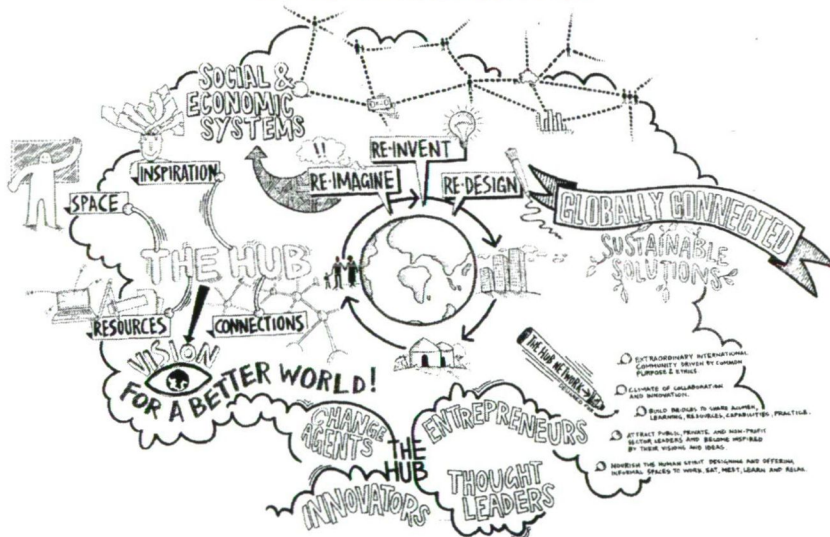 SOCIAL &
ECONOMIC
SYSTEMS
!!
RE-INVENT
RE-IMAGINE
RE-DESIGN
INSPIRATION
SPACE
GLOBALLY CONNECTED
SUSTAINABLE
SOLUTIONS
THE HUB
RESOURCES
CONNECTIONS
VISION
FOR A BETTER WORLD!
THE HUB NETWORK
EXTRAORDINARY INTERNATIONAL
COMMUNITY DRIVEN BY COMMON
PURPOSE & ETHICS
CLIMATE OF COLLABORATION
AND INNOVATION.
BUILD BRIDGES TO SHARE
LEARNING, RESOURCES, CAPABILITIES, PRACTICE.
ATTRACT PUBLIC, PRIVATE AND NON-PROFIT
SECTOR LEADERS AND BECOME INSPIRED
BY THEIR VISIONS AND IDEAS.
NOURISH THE HUMAN SPIRIT DESIGNING AND OFFERING
INFORMAL SPACES TO WORK, EAT, MEET, LEARN AND RELAX.
CHANGE
AGENTS
ENTREPRENEURS
THE
HUB
INNOVATORS
THOUGHT
LEADERS